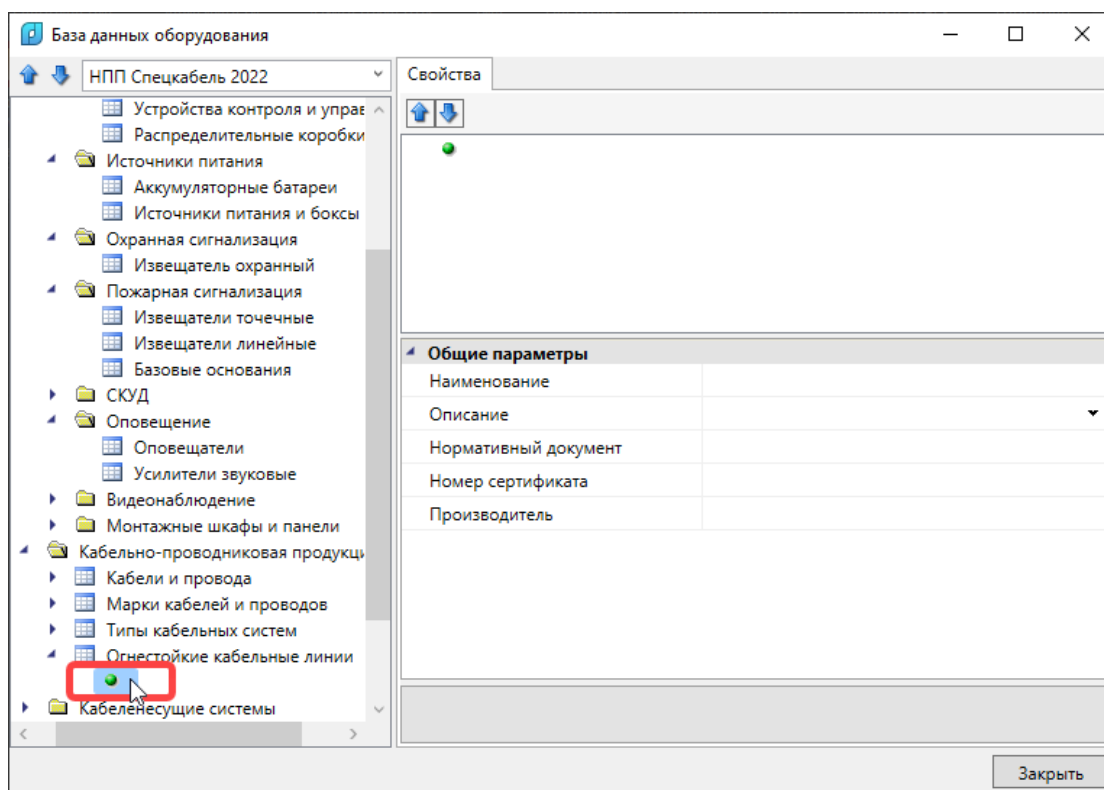 База данных оборудования
НПП Спецкабель 2022
Свойства
Устройства контроля и управ
Распределительные коробки
Источники питания
Аккумуляторные батареи
Источники питания и боксы
Охранная сигнализация
Извещатель охранный
Пожарная сигнализация
Извещатели точечные
Извещатели линейные
Базовые основания
СКУД
Оповещение
Оповещатели
Усилители звуковые
Видеонаблюдение
Монтажные шкафы и панели
Кабельно-проводниковая продукци
Кабели и провода
Марки кабелей и проводов
Типы кабельных систем
Огнестойкие кабельные линии
Кабеленесущие системы
Общие параметры
Наименование
Описание
Нормативный документ
Номер сертификата
Производитель
Закрыть